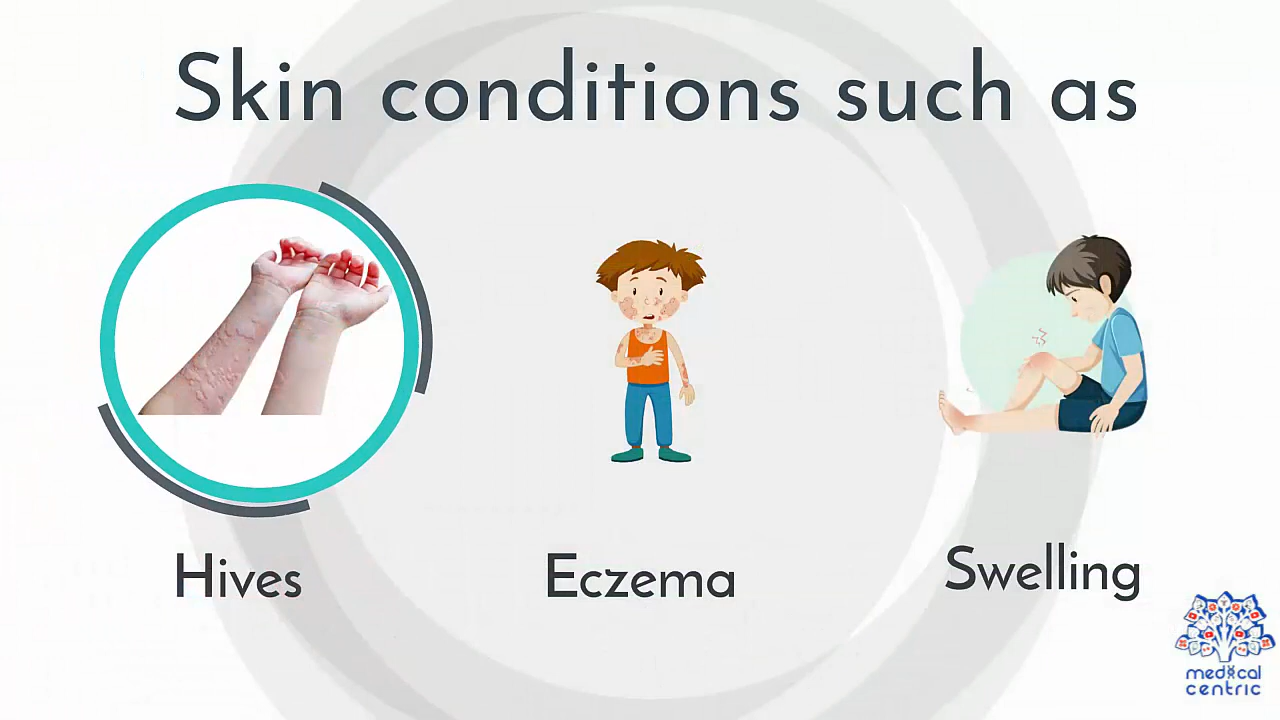 Skin conditions such as
Hives
Eczema
Swelling
medical
centric